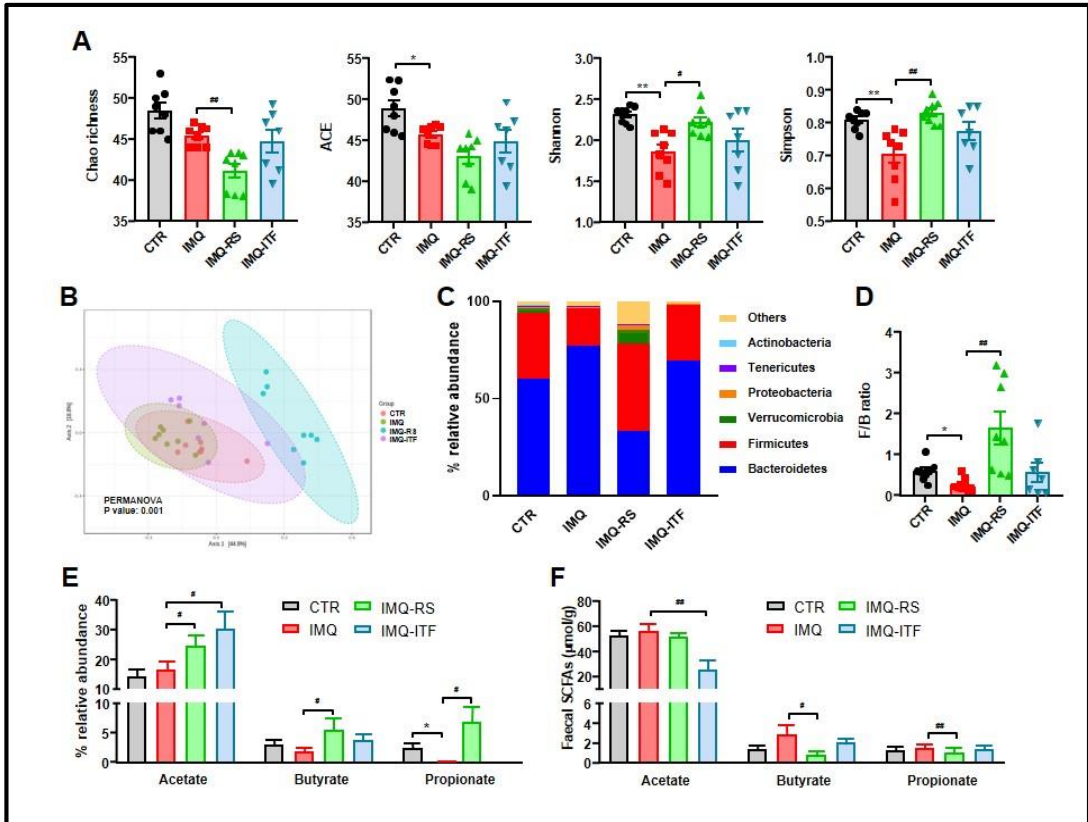 A
Chao richness
55
50
45
40
35
##
CTR
IMQ
IMQ-RS
IMQ-ITF
ACE
55
50
45
40
35
*
CTR
IMQ
IMQ-RS
IMQ-ITF
Shannon
3.0
2.5
2.0
1.5
1.0
**
#
CTR
IMQ
IMQ-RS
IMQ-ITF
Simpson
1.0
0.9
0.8
0.7
0.6
0.5
**
##
CTR
IMQ
IMQ-RS
IMQ-ITF
B
Group
CTR
IMQ
IMQ-RS
IMQ-ITF
PERMANOVA
P value: 0.001
C
% relative abundance
100
50
0
CTR
IMQ
IMQ-RS
IMQ-ITF
Others
Actinobacteria
Tenericutes
Proteobacteria
Verrucomicrobia
Firmicutes
Bacteroidetes
D
F/B ratio
4
3
2
1
0
*
##
CTR
IMQ
IMQ-RS
IMQ-ITF
E
% relative abundance
40
30
20
10
10
5
0
CTR
IMQ
IMQ-RS
IMQ-ITF
#
#
#
*
#
Acetate
Butyrate
Propionate
F
Faecal SCFAs (µmol/g)
80
60
40
20
6
4
2
0
CTR
IMQ
IMQ-RS
IMQ-ITF
##
#
##
Acetate
Butyrate
Propionate